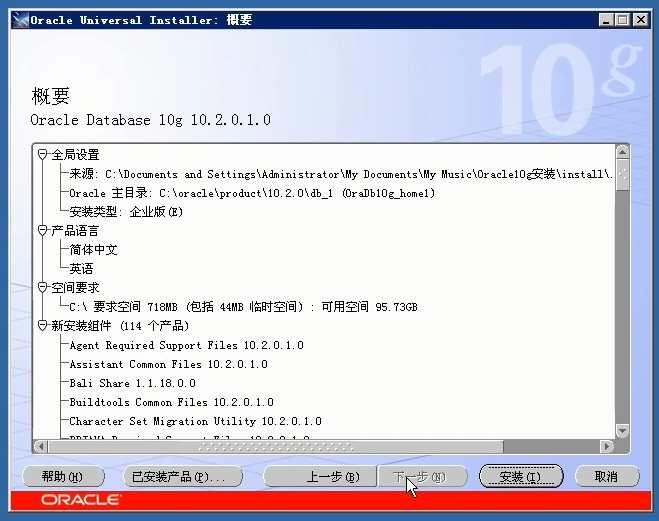 Oracle Universal Installer: 概要
10g
概要
Oracle Database 10g 10.2.0.1.0
全局设置
来源: C:\Documents and Settings\Administrator\My Documents\My Music\Oracle10g安装\install\.
Oracle 主目录: C:\oracle\product\10.2.0\db_1 (OraDb10g_home1)
安装类型: 企业版(E)
产品语言
简体中文
英语
空间要求
C:\ 要求空间 718MB (包括 44MB 临时空间) : 可用空间 95.73GB
新安装组件 (114 个产品)
Agent Required Support Files 10.2.0.1.0
Assistant Common Files 10.2.0.1.0
Bali Share 1.1.18.0.0
Buildtools Common Files 10.2.0.1.0
Character Set Migration Utility 10.2.0.1.0
帮助(H) 已安装产品(P)... 上一步(B) 下一步(N) 安装(I) 取消
ORACLE